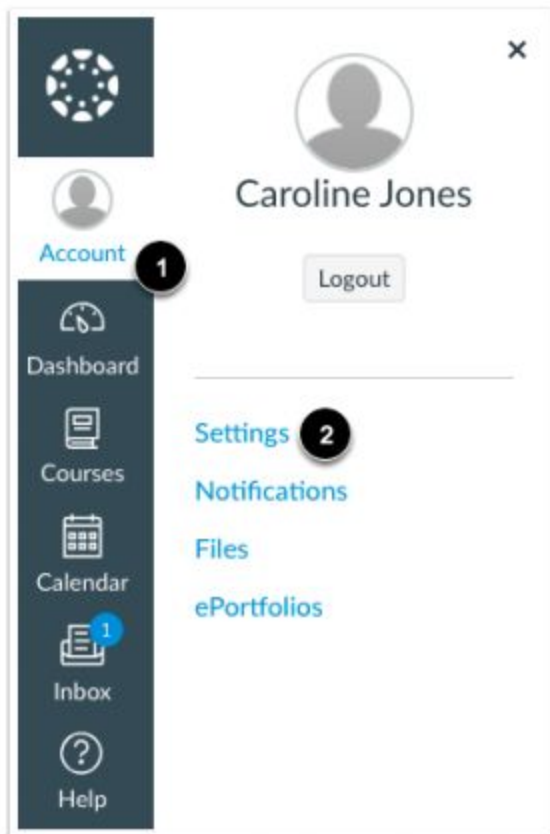 Account
1
Dashboard
Courses
Calendar
1
Inbox
Help
×
Caroline Jones
Logout
Settings 2
Notifications
Files
ePortfolios